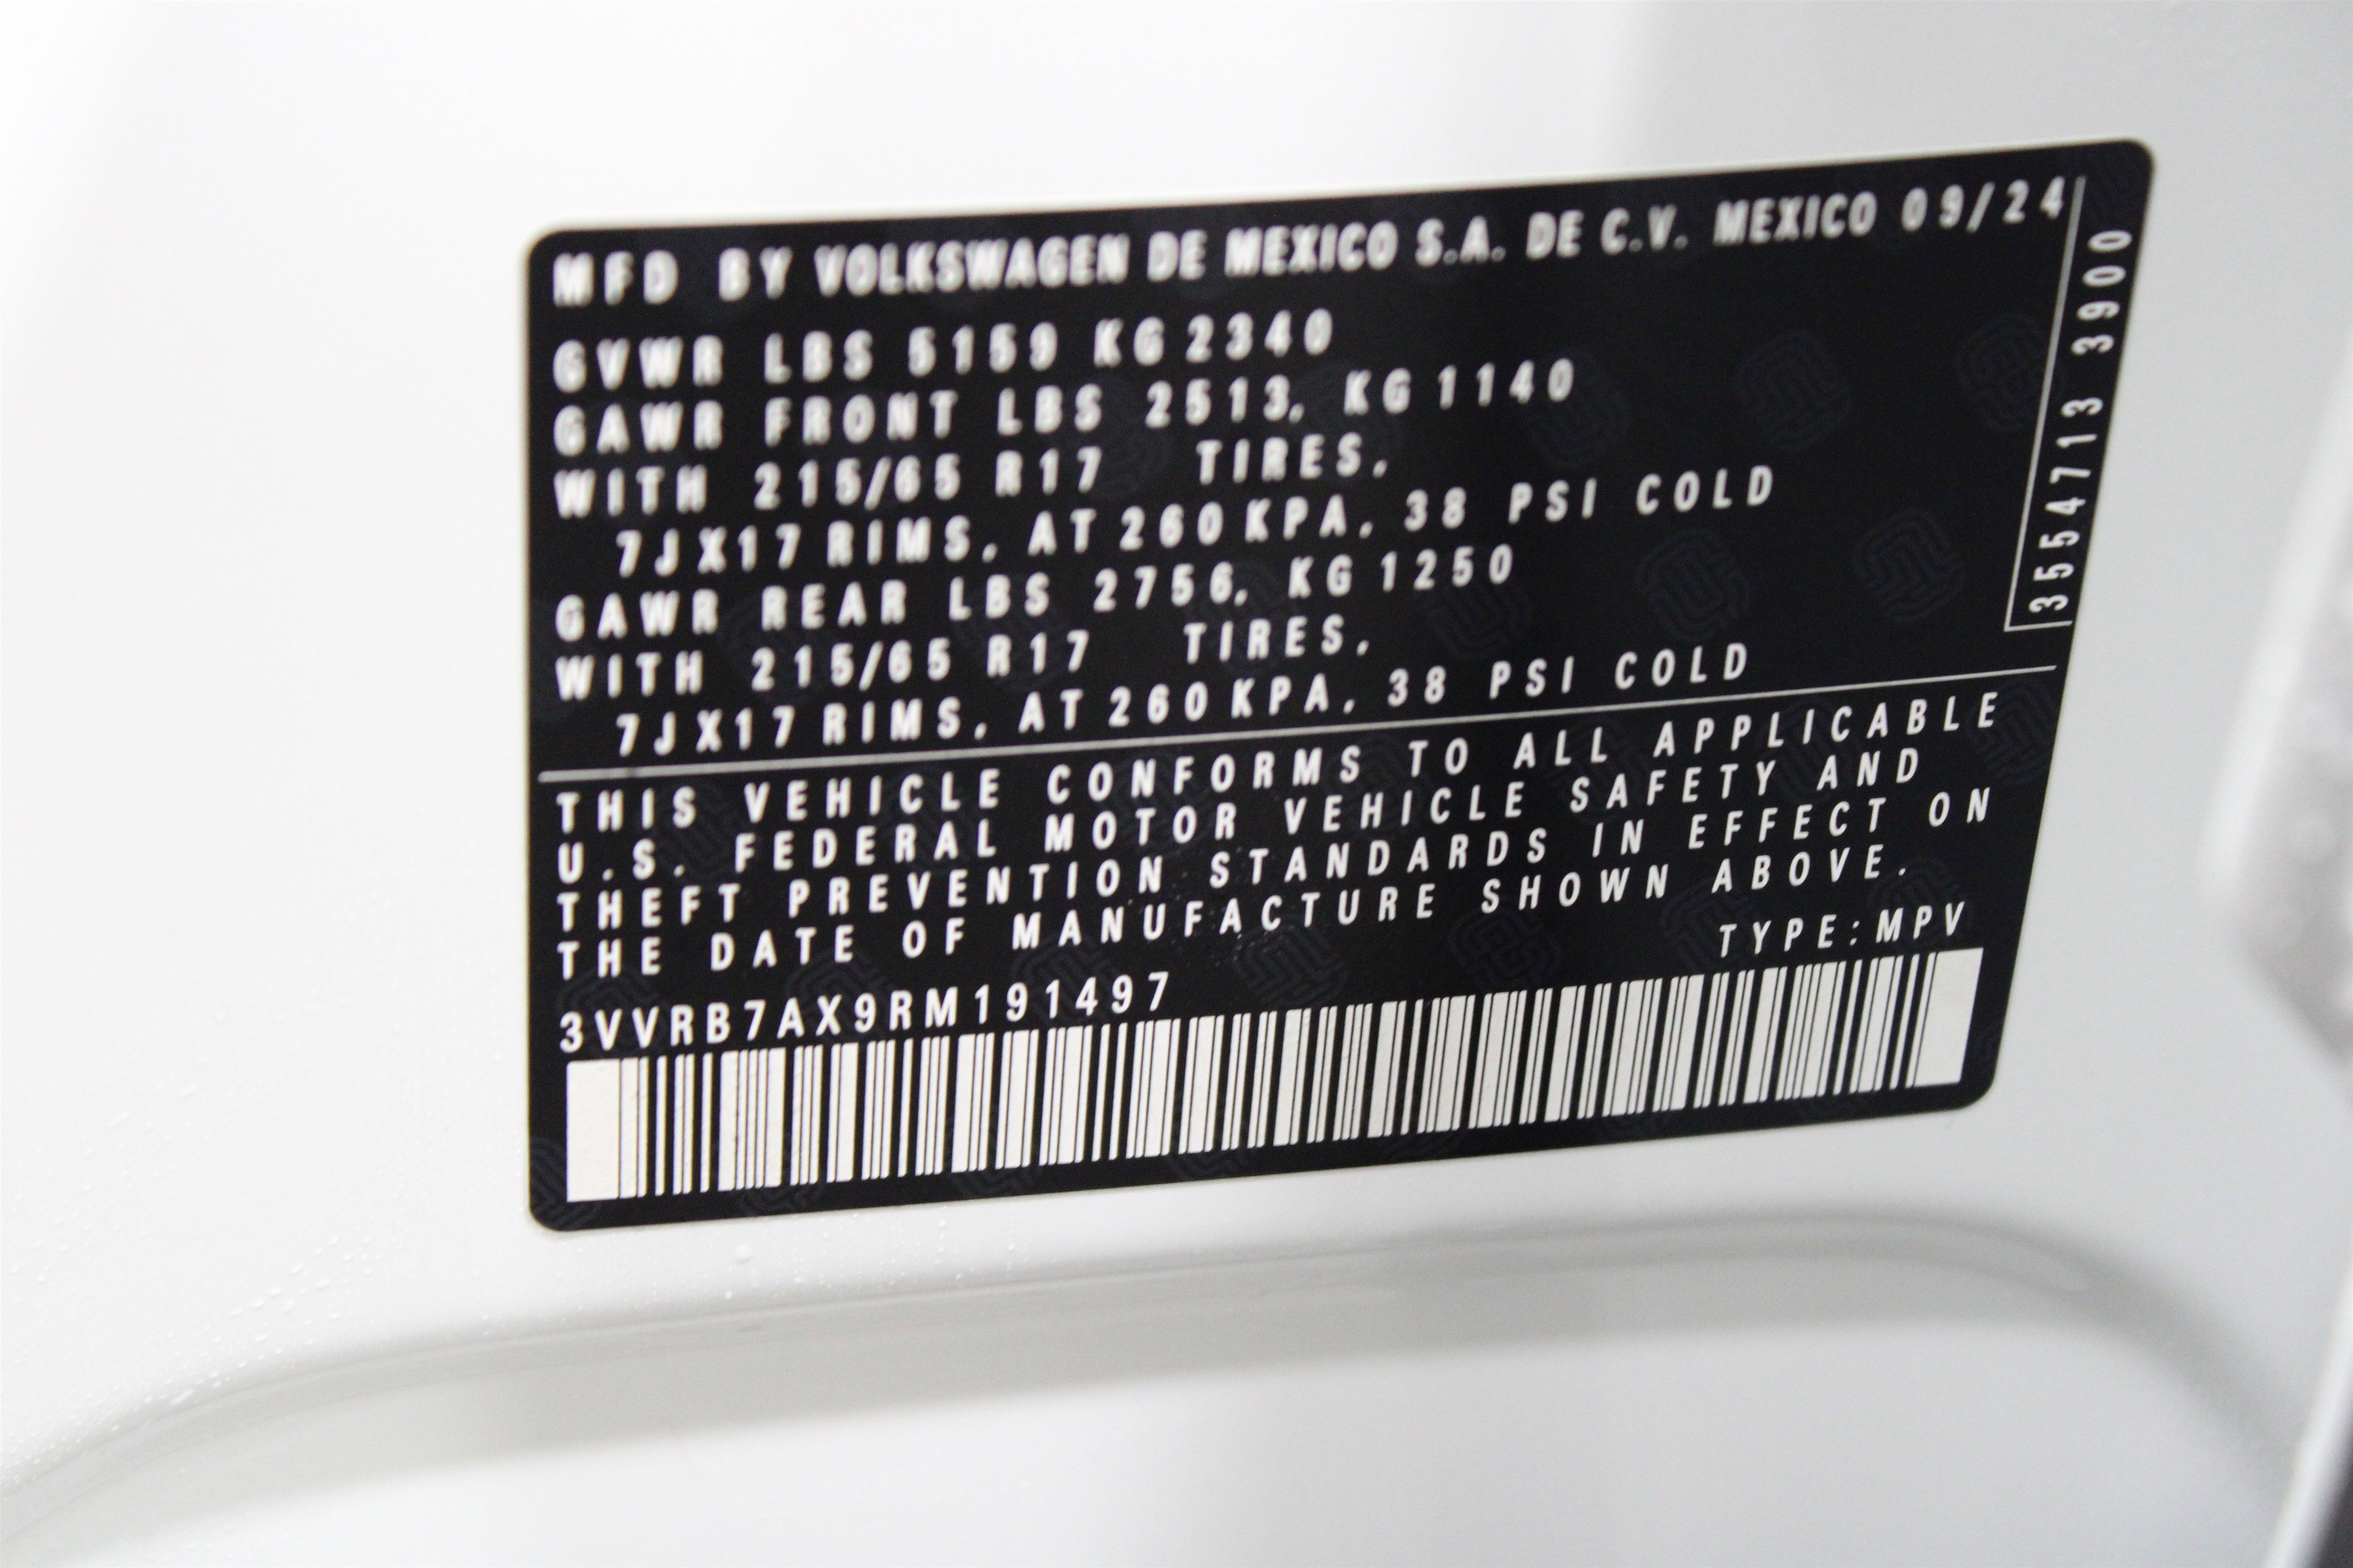 MFD BY VOLKSWAGEN DE MEXICO S.A. DE C.V. MEXICO 09/24
GVWR LBS 5159 KG 2340
GAWR FRONT LBS 2513, KG 1140
WITH 215/65 R17 TIRES,
7JX17 RIMS, AT 260 KPA, 38 PSI COLD
GAWR REAR LBS 2756, KG 1250
WITH 215/65 R17 TIRES,
7JX17 RIMS, AT 260 KPA, 38 PSI COLD
3554713 3900
THIS VEHICLE CONFORMS TO ALL APPLICABLE
U.S. FEDERAL MOTOR VEHICLE SAFETY AND
THEFT PREVENTION STANDARDS IN EFFECT ON
THE DATE OF MANUFACTURE SHOWN ABOVE.
TYPE:MPV
3VVRB7AX9RM191497